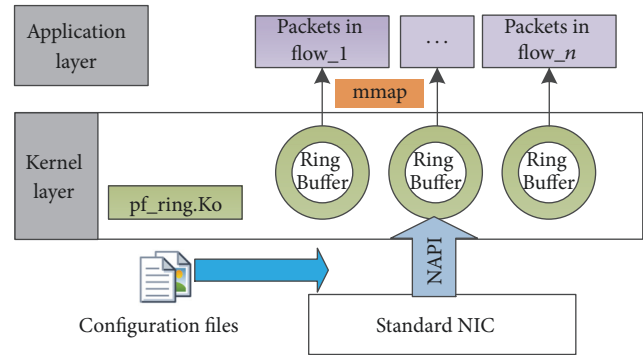 Application
layer
Packets in
flow_1
...
Packets in
flow_n
mmap
Kernel
layer
Ring
Buffer
Ring
Buffer
Ring
Buffer
pf_ring.Ko
NAPI
Configuration files
Standard NIC